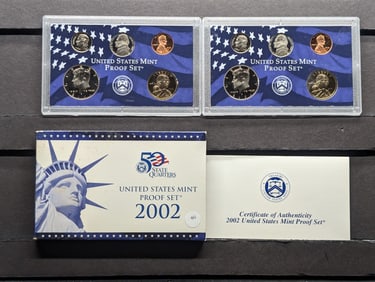 UNITED STATES MINT
PROOF SET
UNITED STATES MINT
PROOF SET
50
STATE
QUARTERS
UNITED STATES MINT
PROOF SET
2002
Certificate of Authenticity
2002 United States Mint Proof Set